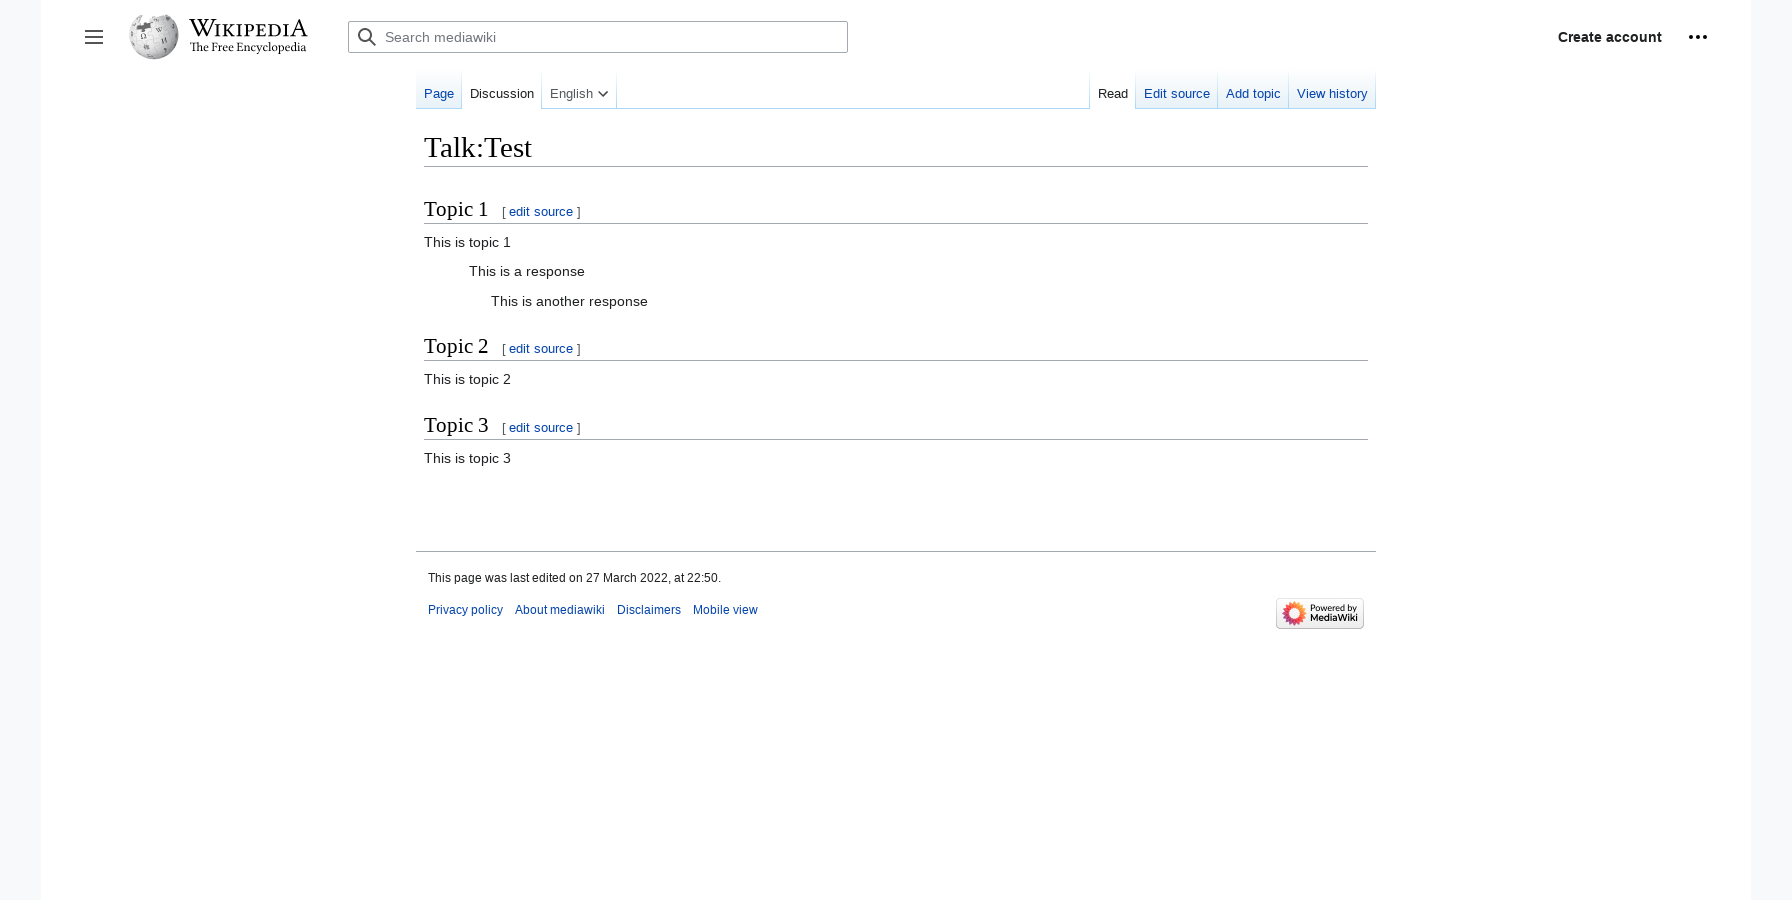 WIKIPEDIA
The Free Encyclopedia
Search mediawiki
Create account
Page Discussion English Read Edit source Add topic View history
Talk:Test
Topic 1 [ edit source ]
This is topic 1
This is a response
This is another response
Topic 2 [ edit source ]
This is topic 2
Topic 3 [ edit source ]
This is topic 3
This page was last edited on 27 March 2022, at 22:50.
Privacy policy About mediawiki Disclaimers Mobile view
Powered by
MediaWiki